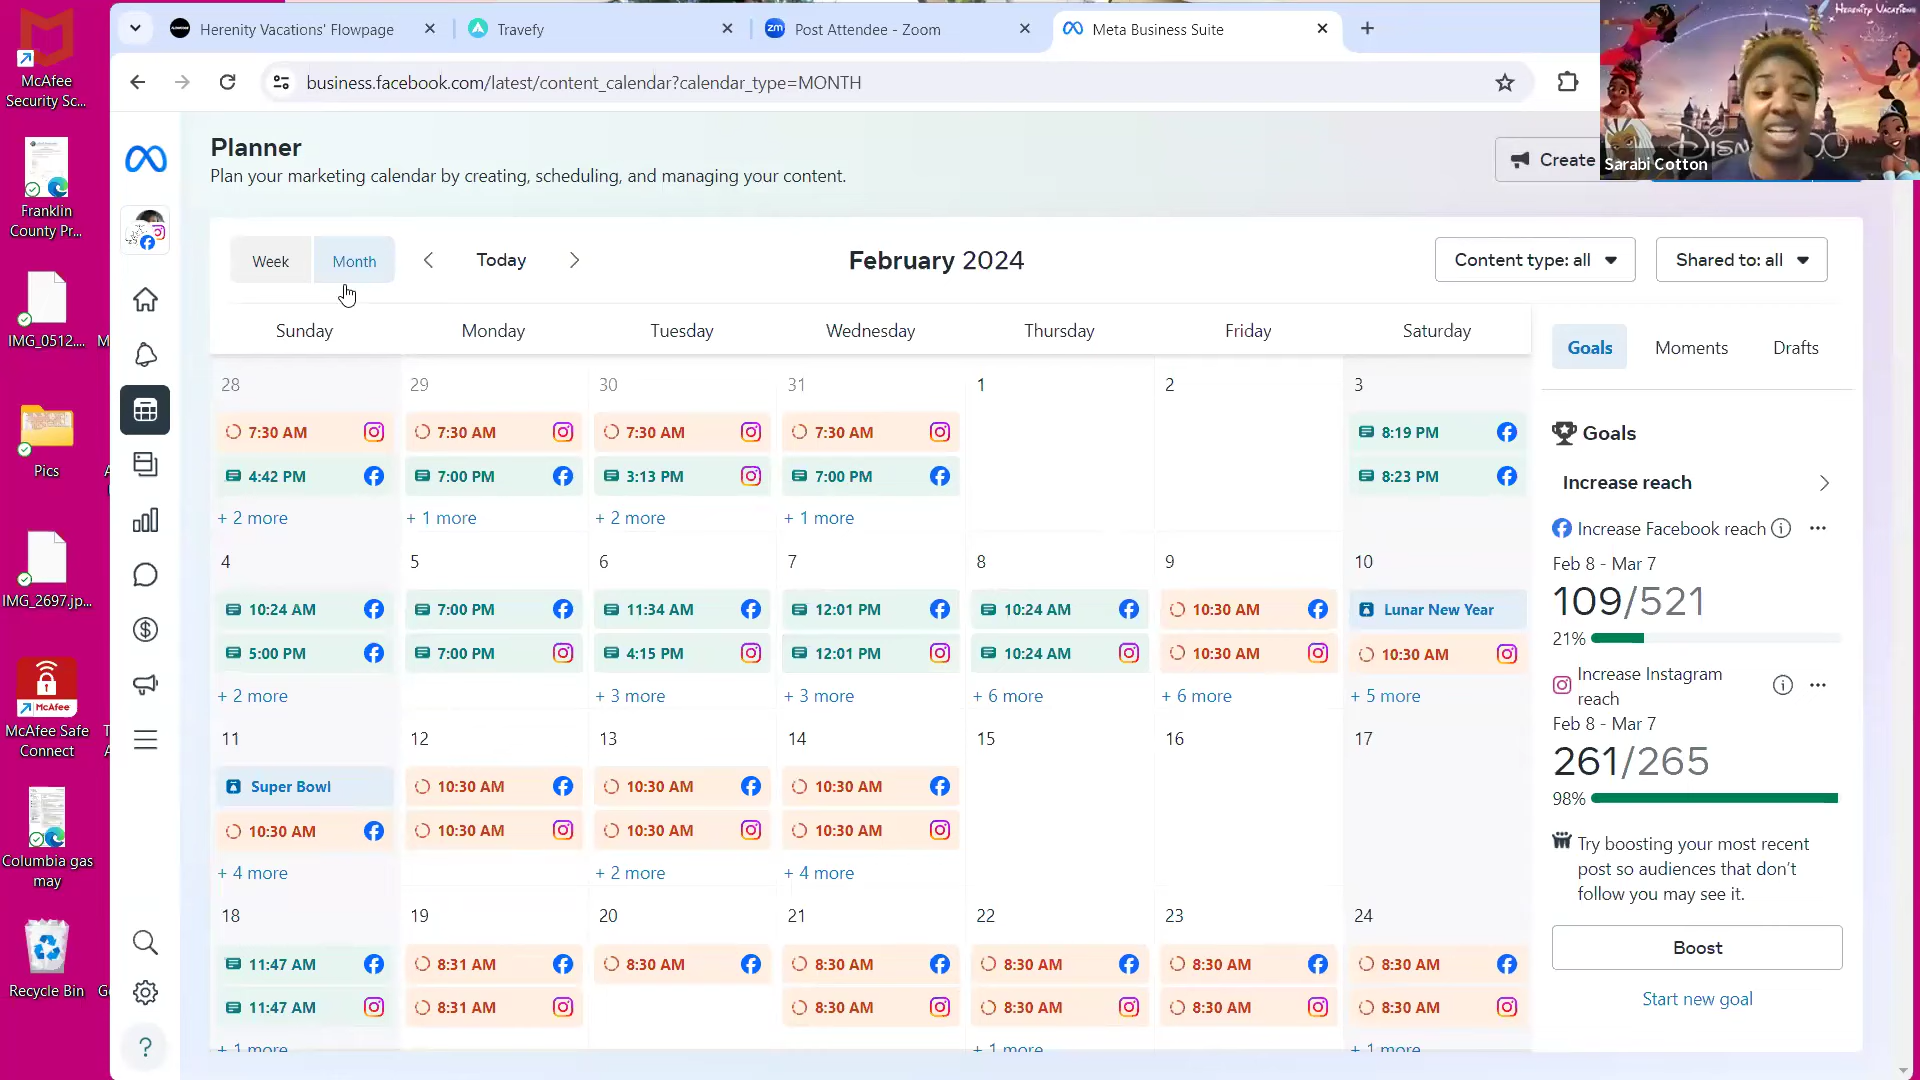 McAfee
Security Sc...
Franklin
County Pr...
IMG_0512....
Pics
IMG_2697.jp...
McAfee
McAfee Safe
Connect
Columbia gas
may
Recycle Bin
Herenity Vacations' Flowpage
Travefy
zm
Post Attendee - Zoom
Meta Business Suite
business.facebook.com/latest/content_calendar?calendar_type=MONTH
Herenity Vacations
Sarabi Cotton
Planner
Plan your marketing calendar by creating, scheduling, and managing your content.
Create
Week
Month
Today
February 2024
Content type: all
Shared to: all
Sunday Monday Tuesday Wednesday Thursday Friday Saturday
28 29 30 31 1 2 3
7:30 AM 7:30 AM 7:30 AM 7:30 AM 8:19 PM
4:42 PM 7:00 PM 3:13 PM 7:00 PM 8:23 PM
+ 2 more + 1 more + 2 more + 1 more
4 5 6 7 8 9 10
10:24 AM 7:00 PM 11:34 AM 12:01 PM 10:24 AM 10:30 AM Lunar New Year
5:00 PM 7:00 PM 4:15 PM 12:01 PM 10:24 AM 10:30 AM 10:30 AM
+ 2 more + 3 more + 3 more + 6 more + 6 more + 5 more
11 12 13 14 15 16 17
Super Bowl 10:30 AM 10:30 AM 10:30 AM
10:30 AM 10:30 AM 10:30 AM 10:30 AM
+ 4 more + 2 more + 4 more
18 19 20 21 22 23 24
11:47 AM 8:31 AM 8:30 AM 8:30 AM 8:30 AM 8:30 AM 8:30 AM
11:47 AM 8:31 AM 8:30 AM 8:30 AM 8:30 AM 8:30 AM
+ 1 more + 1 more + 1 more
Goals Moments Drafts
Goals
Increase reach
Increase Facebook reach
Feb 8 - Mar 7
109/521
21%
Increase Instagram
reach
Feb 8 - Mar 7
261/265
98%
Try boosting your most recent
post so audiences that don't
follow you may see it.
Boost
Start new goal